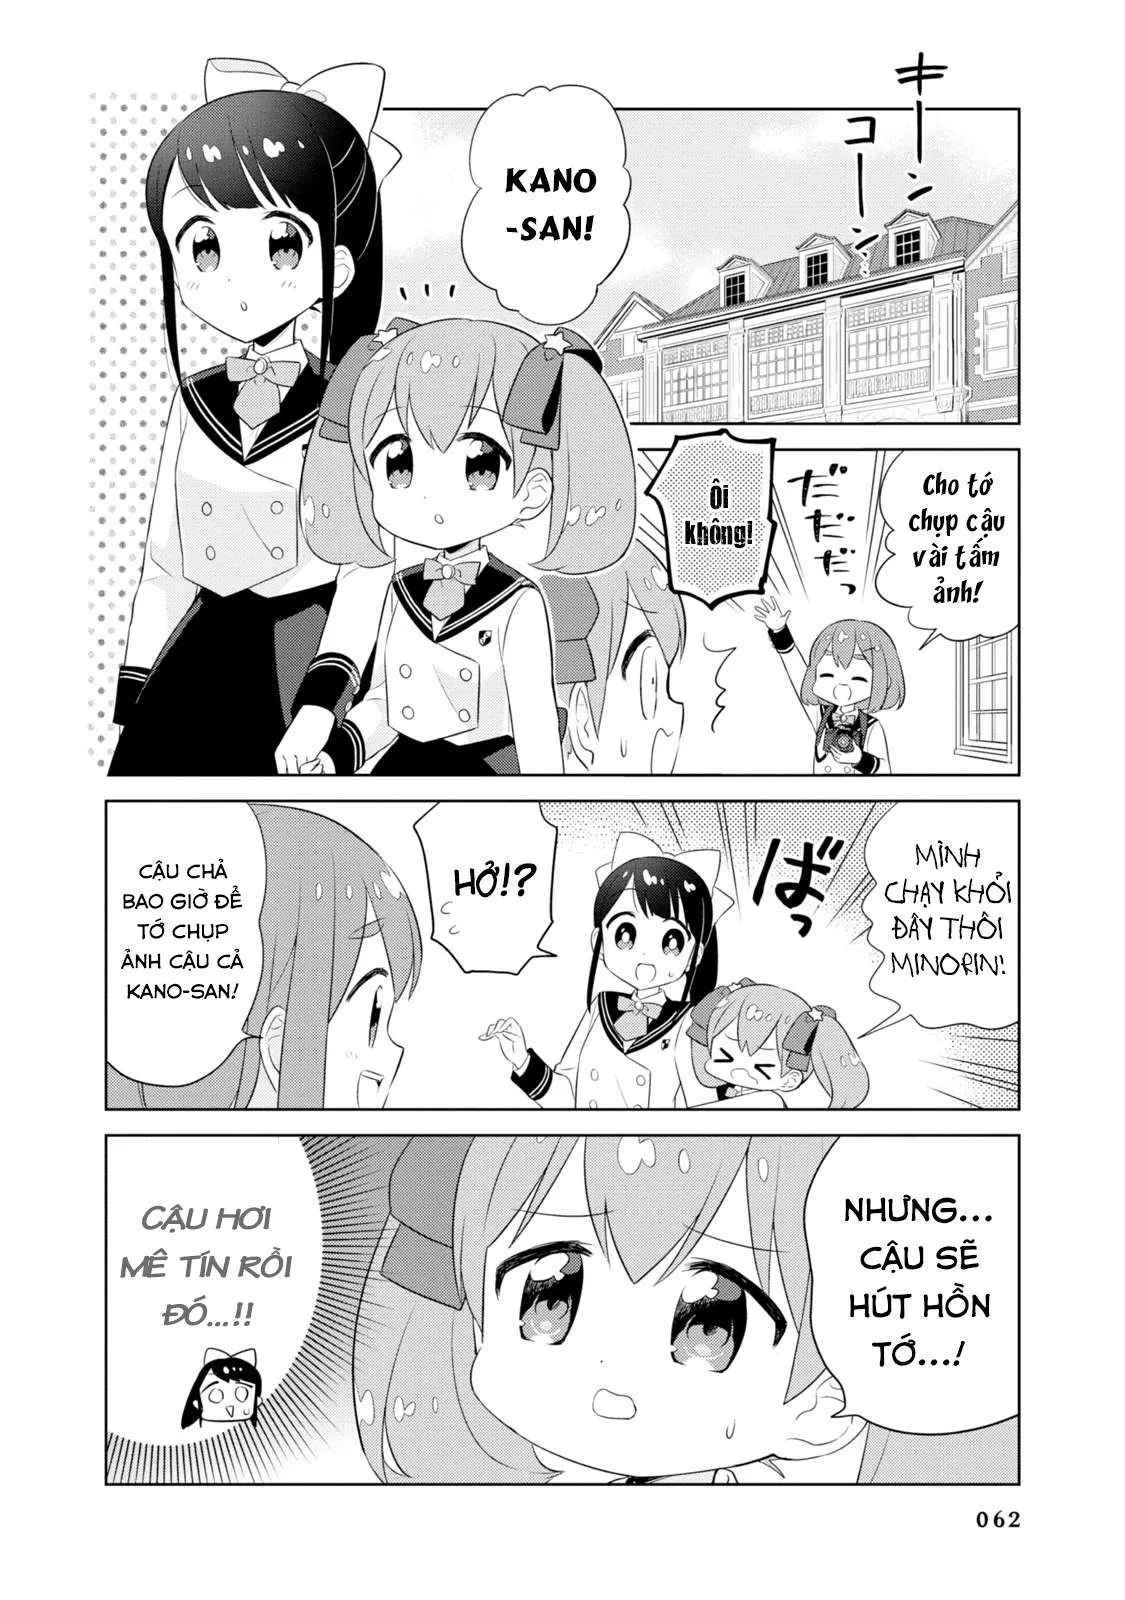 キーン
コーン…
KANO
-SAN!
Cho tớ
chụp cậu
vài tấm
ảnh!
だだだっ
Ôi
không!
MÌNH
CHẠY KHỎI
ĐÂY THÔI
MINORIN!
ばっ
HỞ!?
CẬU CHẢ
BAO GIỜ ĐỂ
TỚ CHỤP
ẢNH CẬU CẢ
KANO-SAN!
NHƯNG...
CẬU SẼ
HÚT HỒN
TỚ...!
CẬU HƠI
MÊ TÍN RỒI
ĐÓ...!!
062